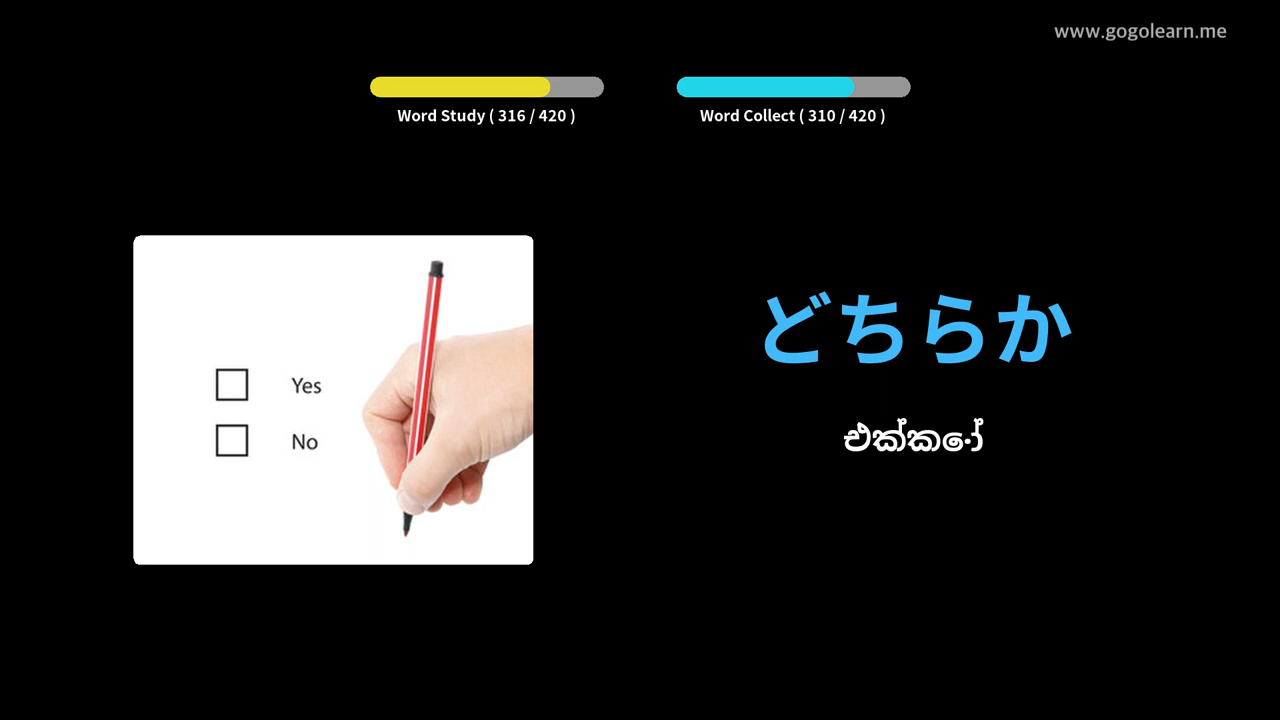 www.gogolearn.me
Word Study ( 316 / 420 )
Word Collect ( 310 / 420 )
Yes
No
どちらか
එක්කෝ